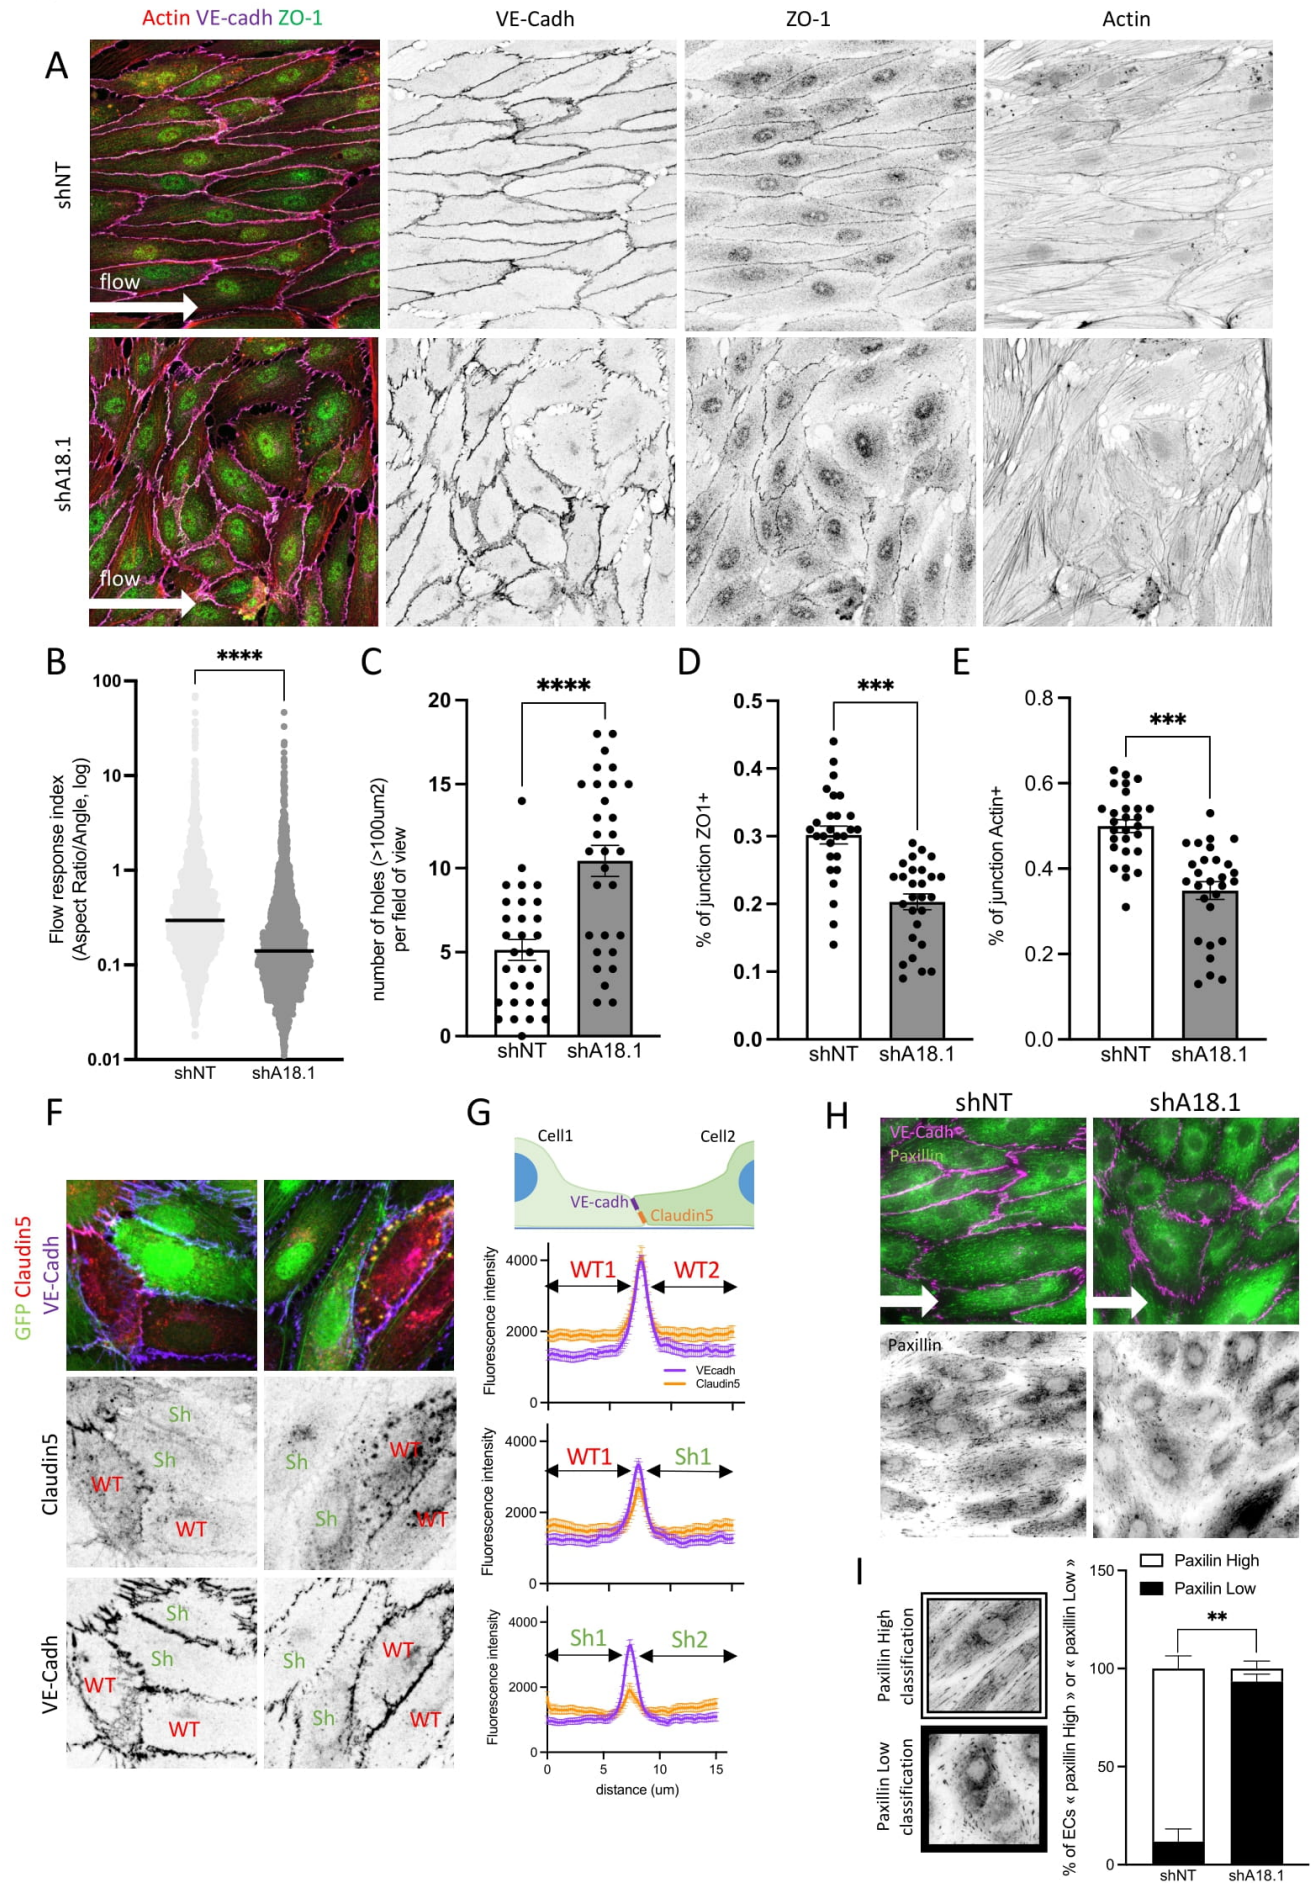 Actin VE-cadh ZO-1
VE-Cadh
ZO-1
Actin
A
shNT
flow
shA18.1
flow
B
Flow response index
(Aspect Ratio/Angle, log)
100
10
1
0.1
0.01
****
shNT
shA18.1
C
number of holes (>100um2)
per field of view
20
15
10
5
0
****
shNT
shA18.1
D
% of junction ZO1+
0.5
0.4
0.3
0.2
0.1
0.0
***
shNT
shA18.1
E
% of junction Actin+
0.8
0.6
0.4
0.2
0.0
***
shNT
shA18.1
F
GFP Claudin5
VE-Cadh
Claudin5
Sh
Sh
WT
WT
Sh
WT
Sh
WT
VE-Cadh
Sh
Sh
WT
WT
Sh
WT
Sh
WT
G
Cell1
Cell2
VE-cadh
Claudin5
Fluorescence intensity
4000
2000
0
WT1
WT2
VEcadh
Claudin5
Fluorescence intensity
4000
2000
0
WT1
Sh1
Fluorescence intensity
4000
2000
0
Sh1
Sh2
0
5
10
15
distance (um)
H
shNT
shA18.1
VE-Cadh
Paxillin
Paxillin
I
Paxillin High
classification
Paxillin Low
classification
% of ECs « paxillin High » or « paxillin Low »
150
100
50
0
Paxilin High
Paxilin Low
**
shNT
shA18.1